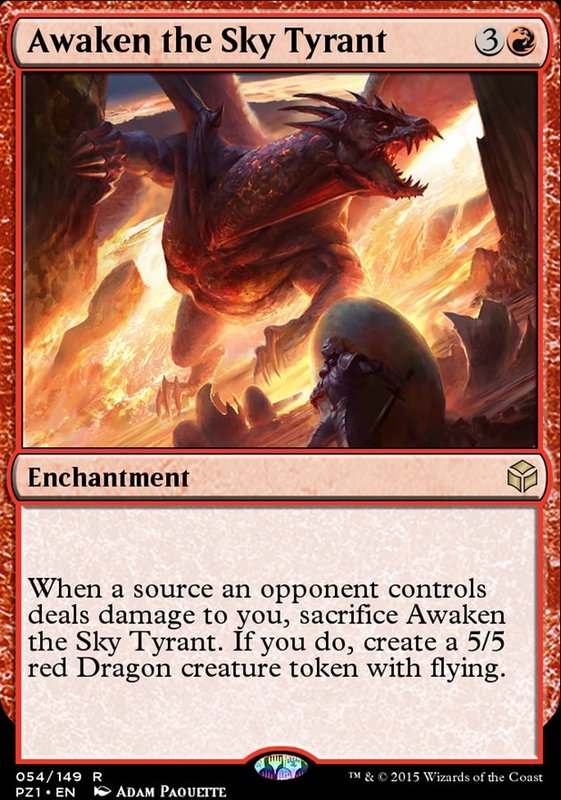 Awaken the Sky Tyrant 3
Enchantment
When a source an opponent controls
deals damage to you, sacrifice Awaken
the Sky Tyrant. If you do, create a 5/5
red Dragon creature token with flying.
054/149 R
PZ1 • EN Adam Paquette
™ & © 2015 Wizards of the Coast